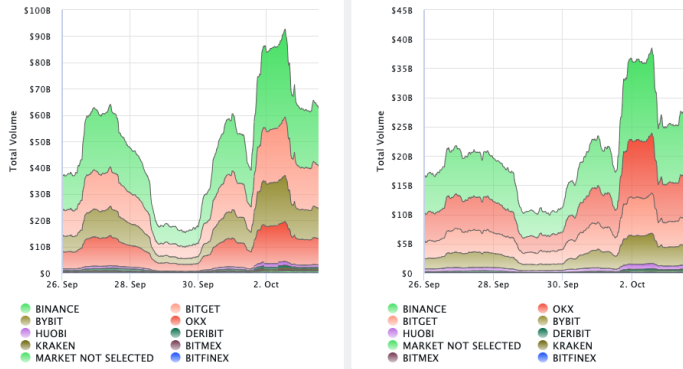 $100B
$90B
$80B
$70B
$60B
$50B
$40B
$30B
$20B
$10B
$0
Total Volume
26. Sep 28. Sep 30. Sep 2. Oct
BINANCE BITGET
BYBIT OKX
HUOBI DERIBIT
KRAKEN BITMEX
MARKET NOT SELECTED BITFINEX
$45B
$40B
$35B
$30B
$25B
$20B
$15B
$10B
$5B
$0
Total Volume
26. Sep 28. Sep 30. Sep 2. Oct
BINANCE OKX
BITGET BYBIT
HUOBI DERIBIT
MARKET NOT SELECTED KRAKEN
BITMEX BITFINEX